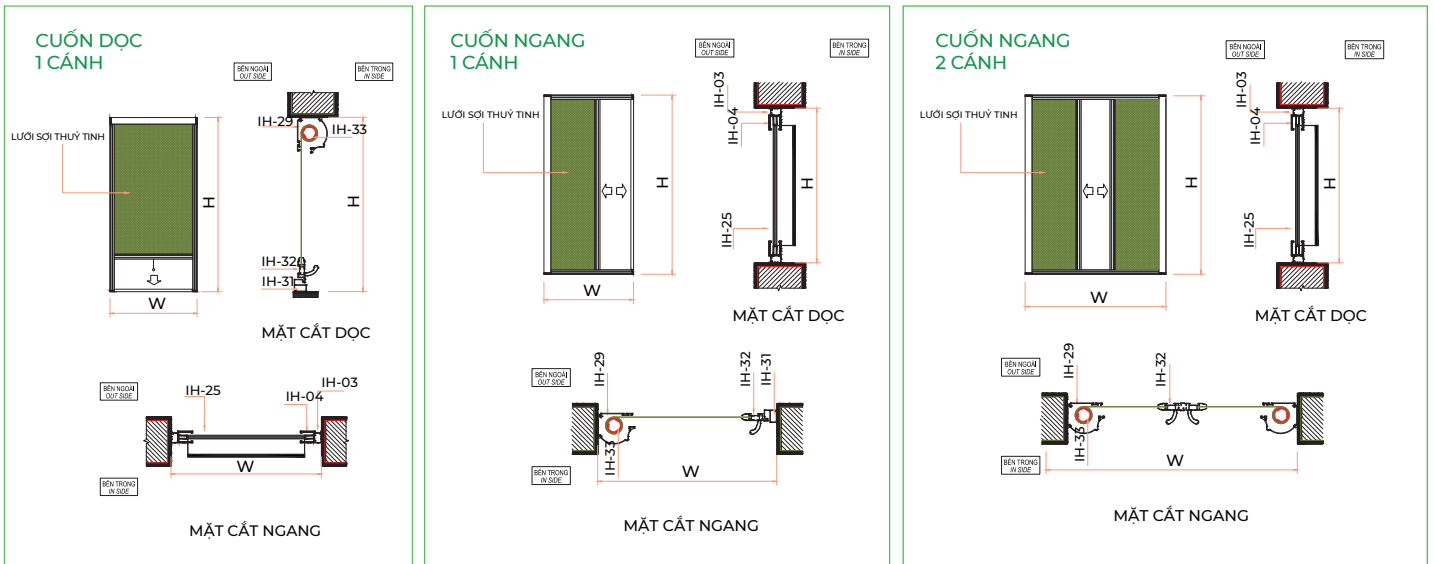 CUỐN DỌC
1 CÁNH
BÊN NGOÀI
OUT SIDE
BÊN TRONG
IN SIDE
LƯỚI SỢI THUỶ TINH
IH-29
IH-33
H
H
IH-32
IH-31
W
MẶT CẮT DỌC
BÊN NGOÀI
OUT SIDE
IH-25
IH-04
IH-03
W
BÊN TRONG
IN SIDE
MẶT CẮT NGANG
CUỐN NGANG
1 CÁNH
BÊN NGOÀI
OUT SIDE
BÊN TRONG
IN SIDE
LƯỚI SỢI THUỶ TINH
IH-03
IH-04
H
H
IH-25
W
MẶT CẮT DỌC
BÊN NGOÀI
OUT SIDE
IH-29
IH-32
IH-31
IH-33
W
BÊN TRONG
IN SIDE
MẶT CẮT NGANG
CUỐN NGANG
2 CÁNH
BÊN NGOÀI
OUT SIDE
BÊN TRONG
IN SIDE
LƯỚI SỢI THUỶ TINH
IH-03
IH-04
H
H
IH-25
W
MẶT CẮT DỌC
BÊN NGOÀI
OUT SIDE
IH-29
IH-32
IH-33
W
BÊN TRONG
IN SIDE
MẶT CẮT NGANG